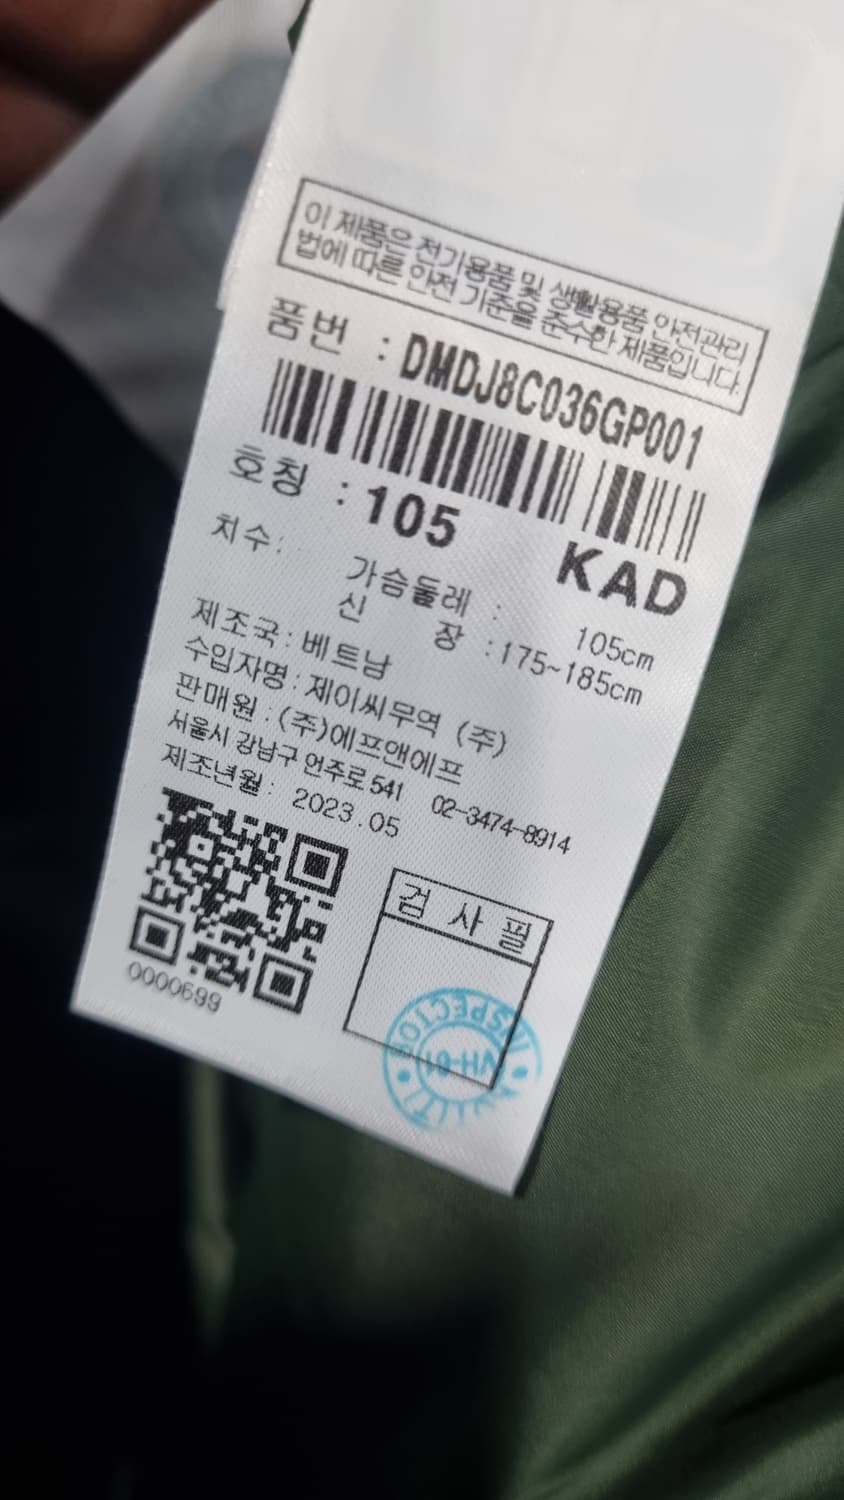 이 제품은 전기용품 및 생활용품 안전관리
법에 따른 안전 기준을 준수한 제품입니다.
품번 : DMDJ8C036GP001
호칭 : 105 KAD
치수: 가슴둘레 : 105cm
신 장 : 175~185cm
제조국 : 베트남
수입자명 : 제이씨무역 (주)
판매원 : (주)에프앤에프
서울시 강남구 언주로 541 02-3474-8914
제조년월 : 2023.05
검 사 필
0000699
INSPECTOR
VH-61